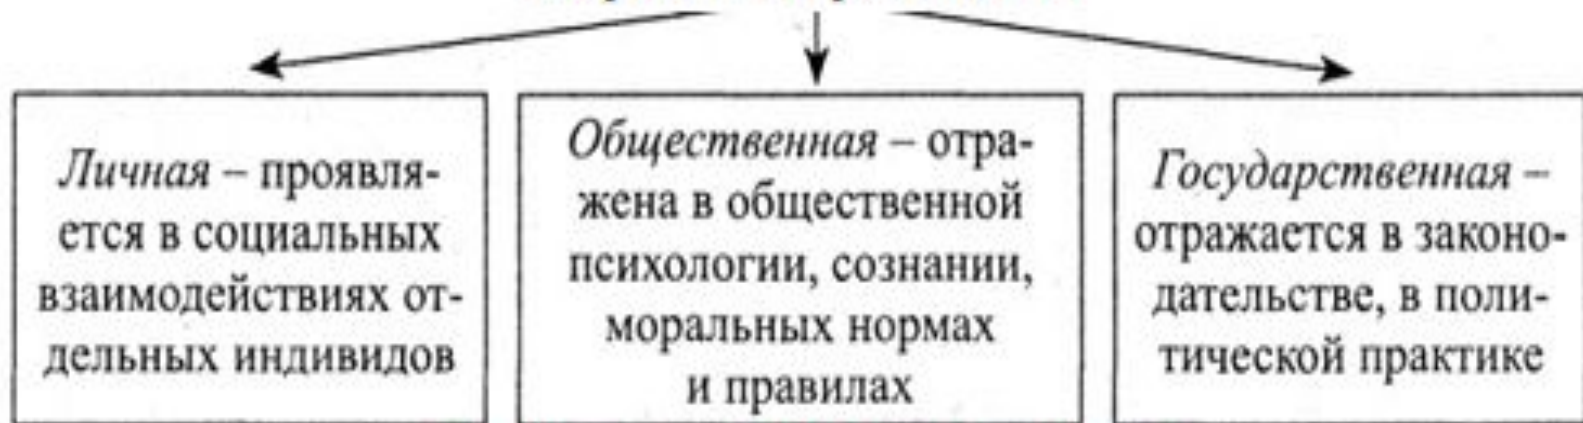 Личная – проявля-
ется в социальных
взаимодействиях от-
дельных индивидов
Общественная – отра-
жена в общественной
психологии, сознании,
моральных нормах
и правилах
Государственная –
отражается в законо-
дательстве, в поли-
тической практике